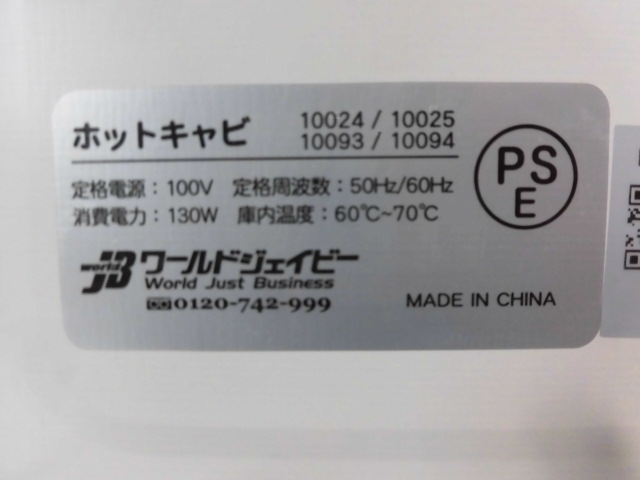 ホットキャビ 10024 / 10025
10093 / 10094
定格電源：100V 定格周波数：50Hz/60Hz
消費電力：130W 庫内温度：60℃~70℃
PS
E
world JB ワールドジェイビー
World Just Business
0120-742-999
MADE IN CHINA